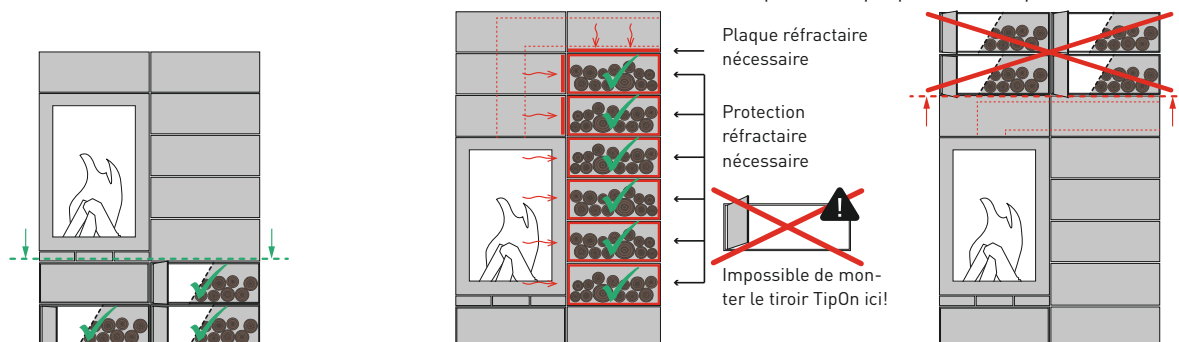 Plaque réfractaire
nécessaire
Protection
réfractaire
nécessaire
!
Impossible de mon-
ter le tiroir TipOn ici!